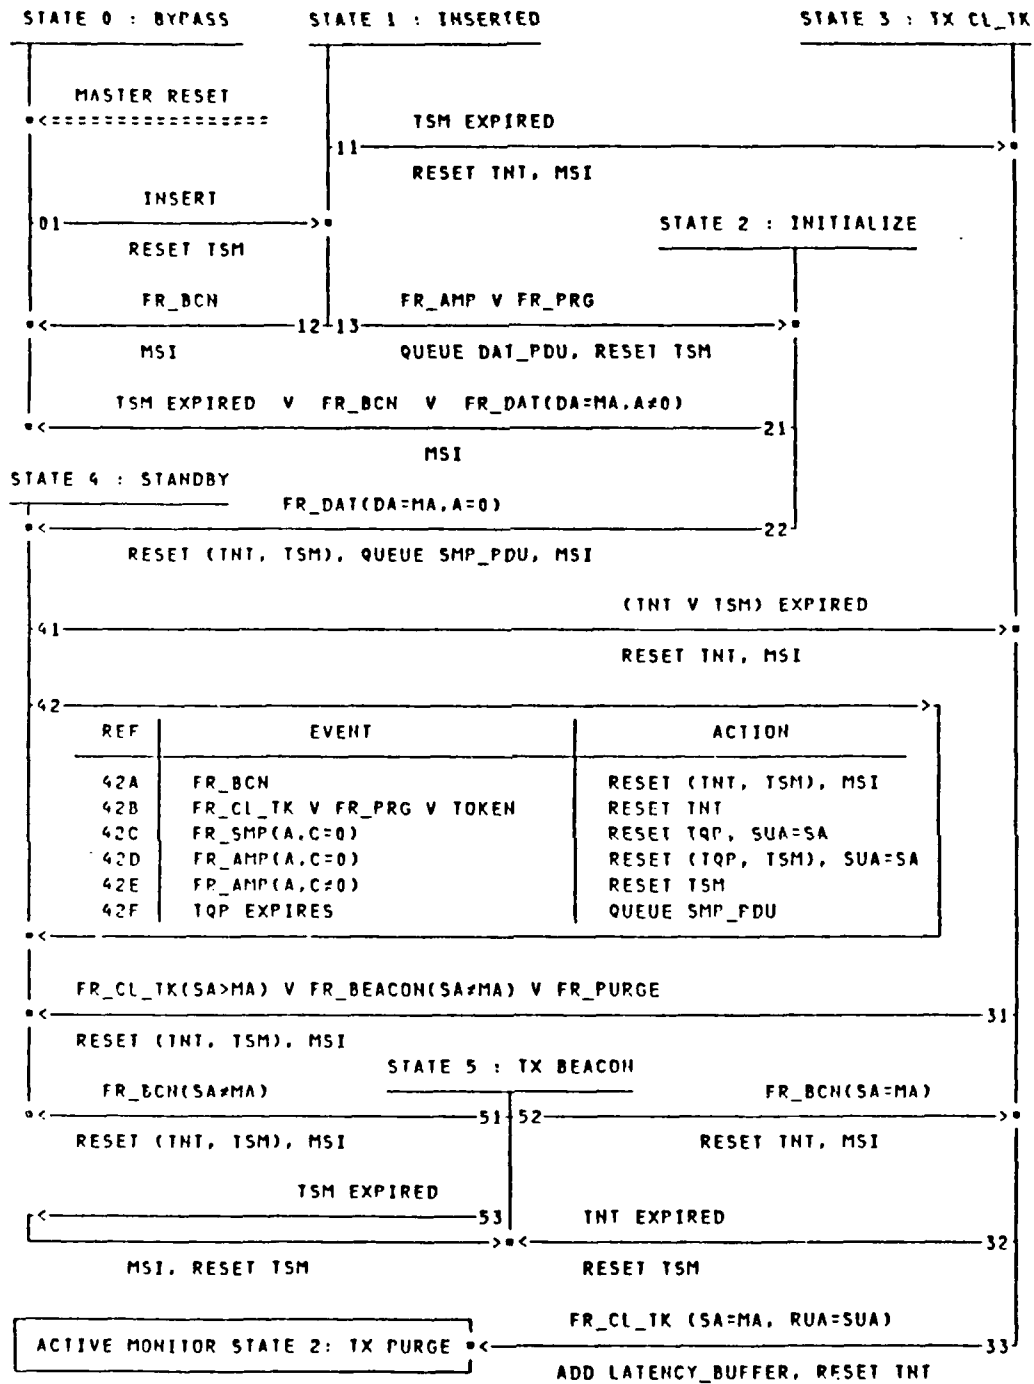 STATE 0 : BYPASS STATE 1 : INSERTED STATE 3 : TX CL_TK
MASTER RESET
TSM EXPIRED
11
RESET TNT, MSI
INSERT
01
STATE 2 : INITIALIZE
RESET TSM
FR_BCN FR_AMP V FR_PRG
12 13
MSI QUEUE DAT_PDU, RESET TSM
TSM EXPIRED V FR_BCN V FR_DAT(DA=MA,A≠0)
21
MSI
STATE 4 : STANDBY
FR_DAT(DA=MA,A=0)
22
RESET (TNT, TSM), QUEUE SMP_PDU, MSI
(TNT V TSM) EXPIRED
41
RESET TNT, MSI
42
REF EVENT ACTION
42A FR_BCN RESET (TNT, TSM), MSI
42B FR_CL_TK V FR_PRG V TOKEN RESET TNT
42C FR_SMP(A,C=0) RESET TQP, SUA=SA
42D FR_AMP(A,C=0) RESET (TQP, TSM), SUA=SA
42E FR_AMP(A,C≠0) RESET TSM
42F TQP EXPIRES QUEUE SMP_PDU
FR_CL_TK(SA>MA) V FR_BEACON(SA≠MA) V FR_PURGE
31
RESET (TNT, TSM), MSI
STATE 5 : TX BEACON
FR_BCN(SA≠MA) FR_BCN(SA=MA)
51 52
RESET (TNT, TSM), MSI RESET TNT, MSI
TSM EXPIRED
53 TNT EXPIRED
32
MSI, RESET TSM RESET TSM
FR_CL_TK (SA=MA, RUA=SUA)
ACTIVE MONITOR STATE 2: TX PURGE 33
ADD LATENCY_BUFFER, RESET TNT